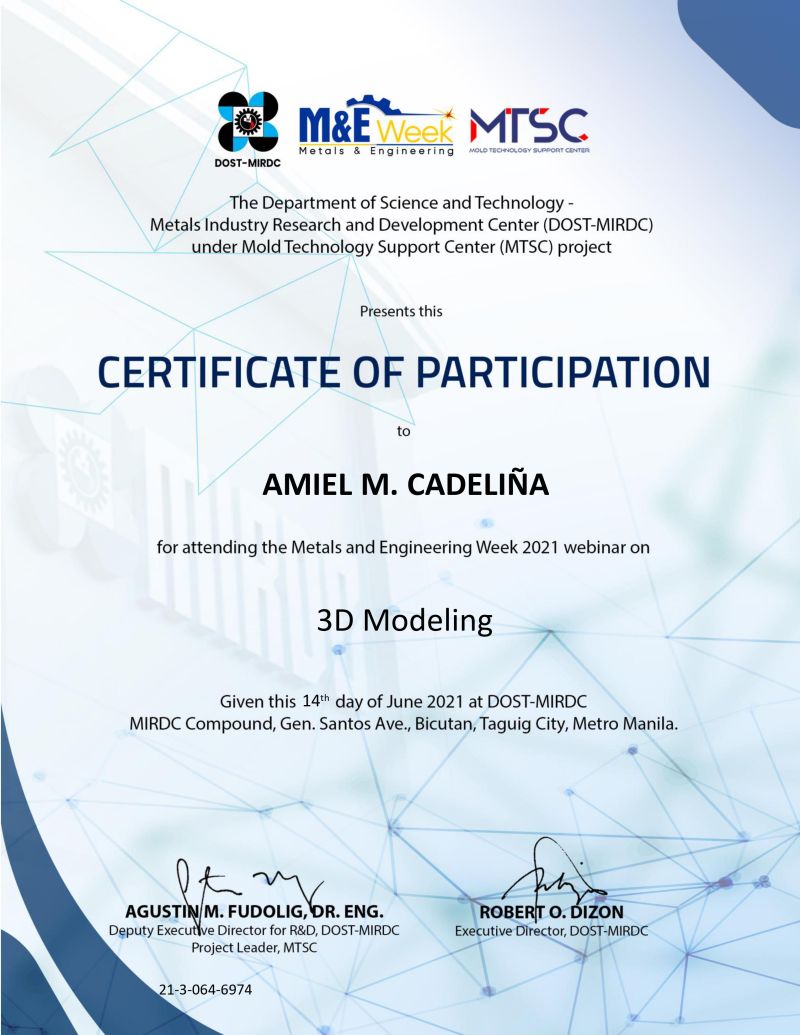 DOST-MIRDC
M&E Week
Metals & Engineering
MTSC
MOLD TECHNOLOGY SUPPORT CENTER
The Department of Science and Technology -
Metals Industry Research and Development Center (DOST-MIRDC)
under Mold Technology Support Center (MTSC) project
Presents this
CERTIFICATE OF PARTICIPATION
to
AMIEL M. CADELIÑA
for attending the Metals and Engineering Week 2021 webinar on
MIRDC
3D Modeling
Given this 14th day of June 2021 at DOST-MIRDC
MIRDC Compound, Gen. Santos Ave., Bicutan, Taguig City, Metro Manila.
AGUSTIN M. FUDOLIG, DR. ENG.
Deputy Executive Director for R&D, DOST-MIRDC
Project Leader, MTSC
ROBERT O. DIZON
Executive Director, DOST-MIRDC
21-3-064-6974